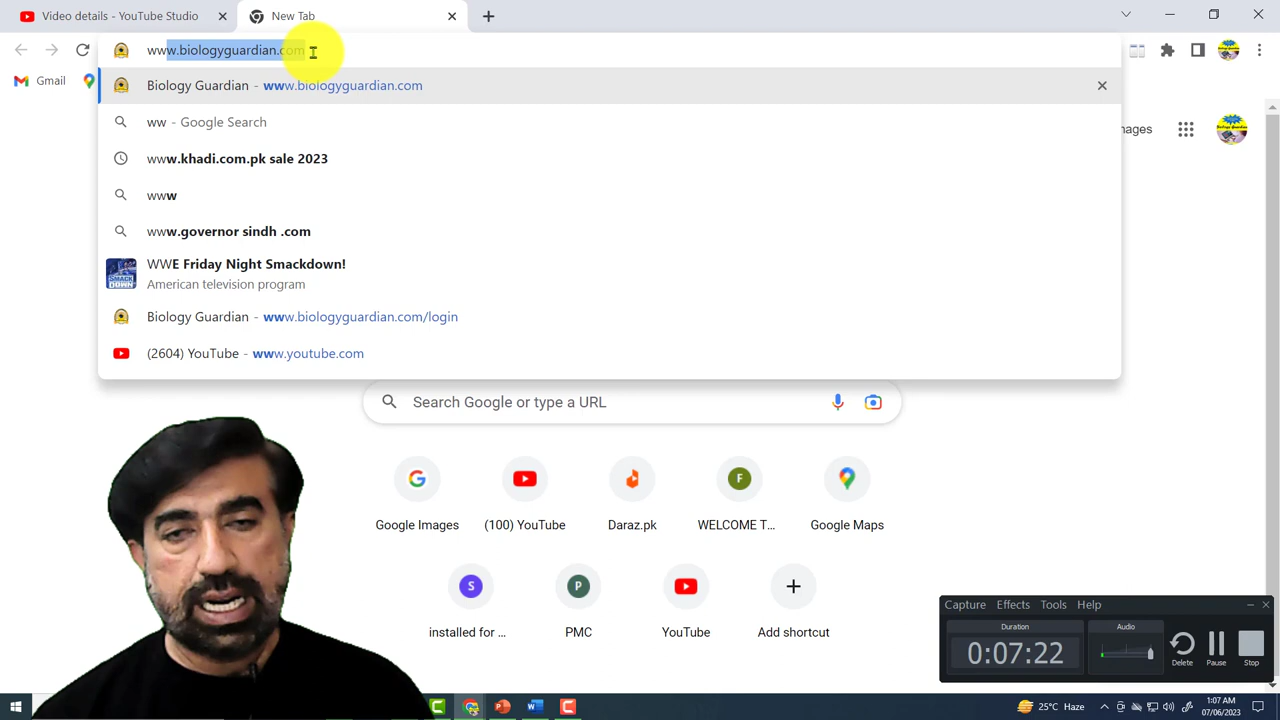 Video details - YouTube Studio
New Tab
www.biologyguardian.com
Gmail
Biology Guardian - www.biologyguardian.com
ww - Google Search
www.khadi.com.pk sale 2023
www
www.governor sindh .com
WWE Friday Night Smackdown!
American television program
Biology Guardian - www.biologyguardian.com/login
(2604) YouTube - www.youtube.com
Search Google or type a URL
Google Images
(100) YouTube
Daraz.pk
F
WELCOME T...
Google Maps
S
installed for ...
P
PMC
YouTube
Add shortcut
Capture Effects Tools Help
Duration
0:07:22
Audio
Delete
Pause
Stop
25°C Haze
1:07 AM
07/06/2023